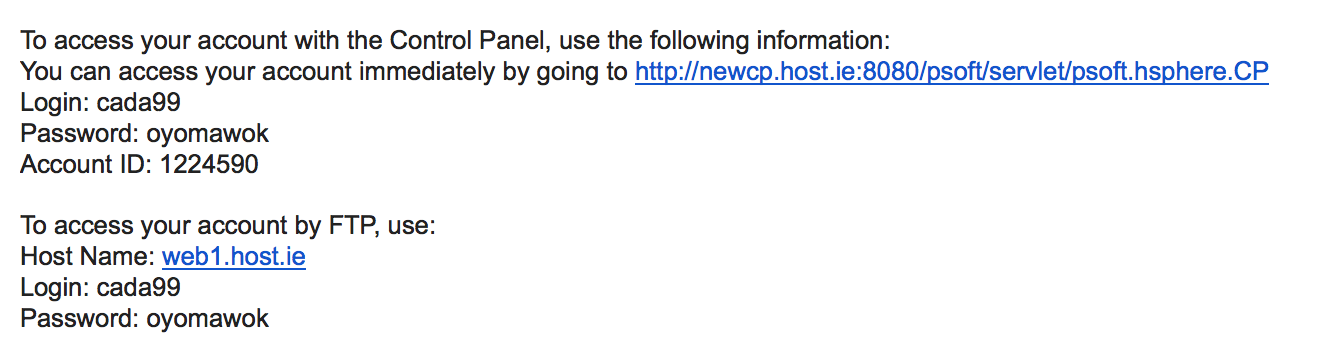 To access your account with the Control Panel, use the following information:
You can access your account immediately by going to http://newcp.host.ie:8080/psoft/servlet/psoft.hsphere.CP
Login: cada99
Password: oyomawok
Account ID: 1224590
To access your account by FTP, use:
Host Name: web1.host.ie
Login: cada99
Password: oyomawok